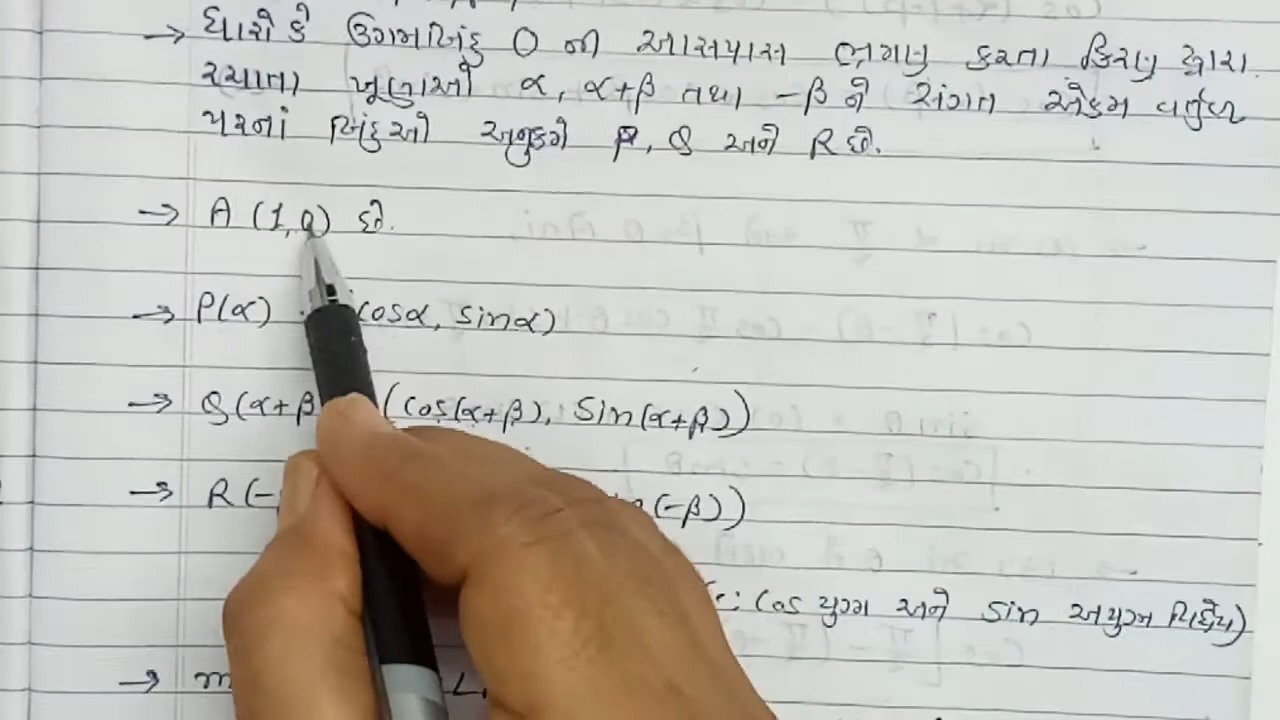 → ધારો કે ઉગમબિંદુ O ની આસપાસ ભ્રમણ કરતા કિરણ દ્વારા
રચાતા ખૂણાઓ α, α+β તથા -β ને સંગત એકમ વર્તુળ
પરનાં બિંદુઓ અનુક્રમે P, Q અને R છે.
→ A (1,0) છે.
→ P(α) cosα, sinα)
→ Q(α+β (cos(α+β), sin(α+β))
→ R(- (-β))
(∵ cos યુગ્મ અને sin અયુગ્મ વિધેય)
→ m